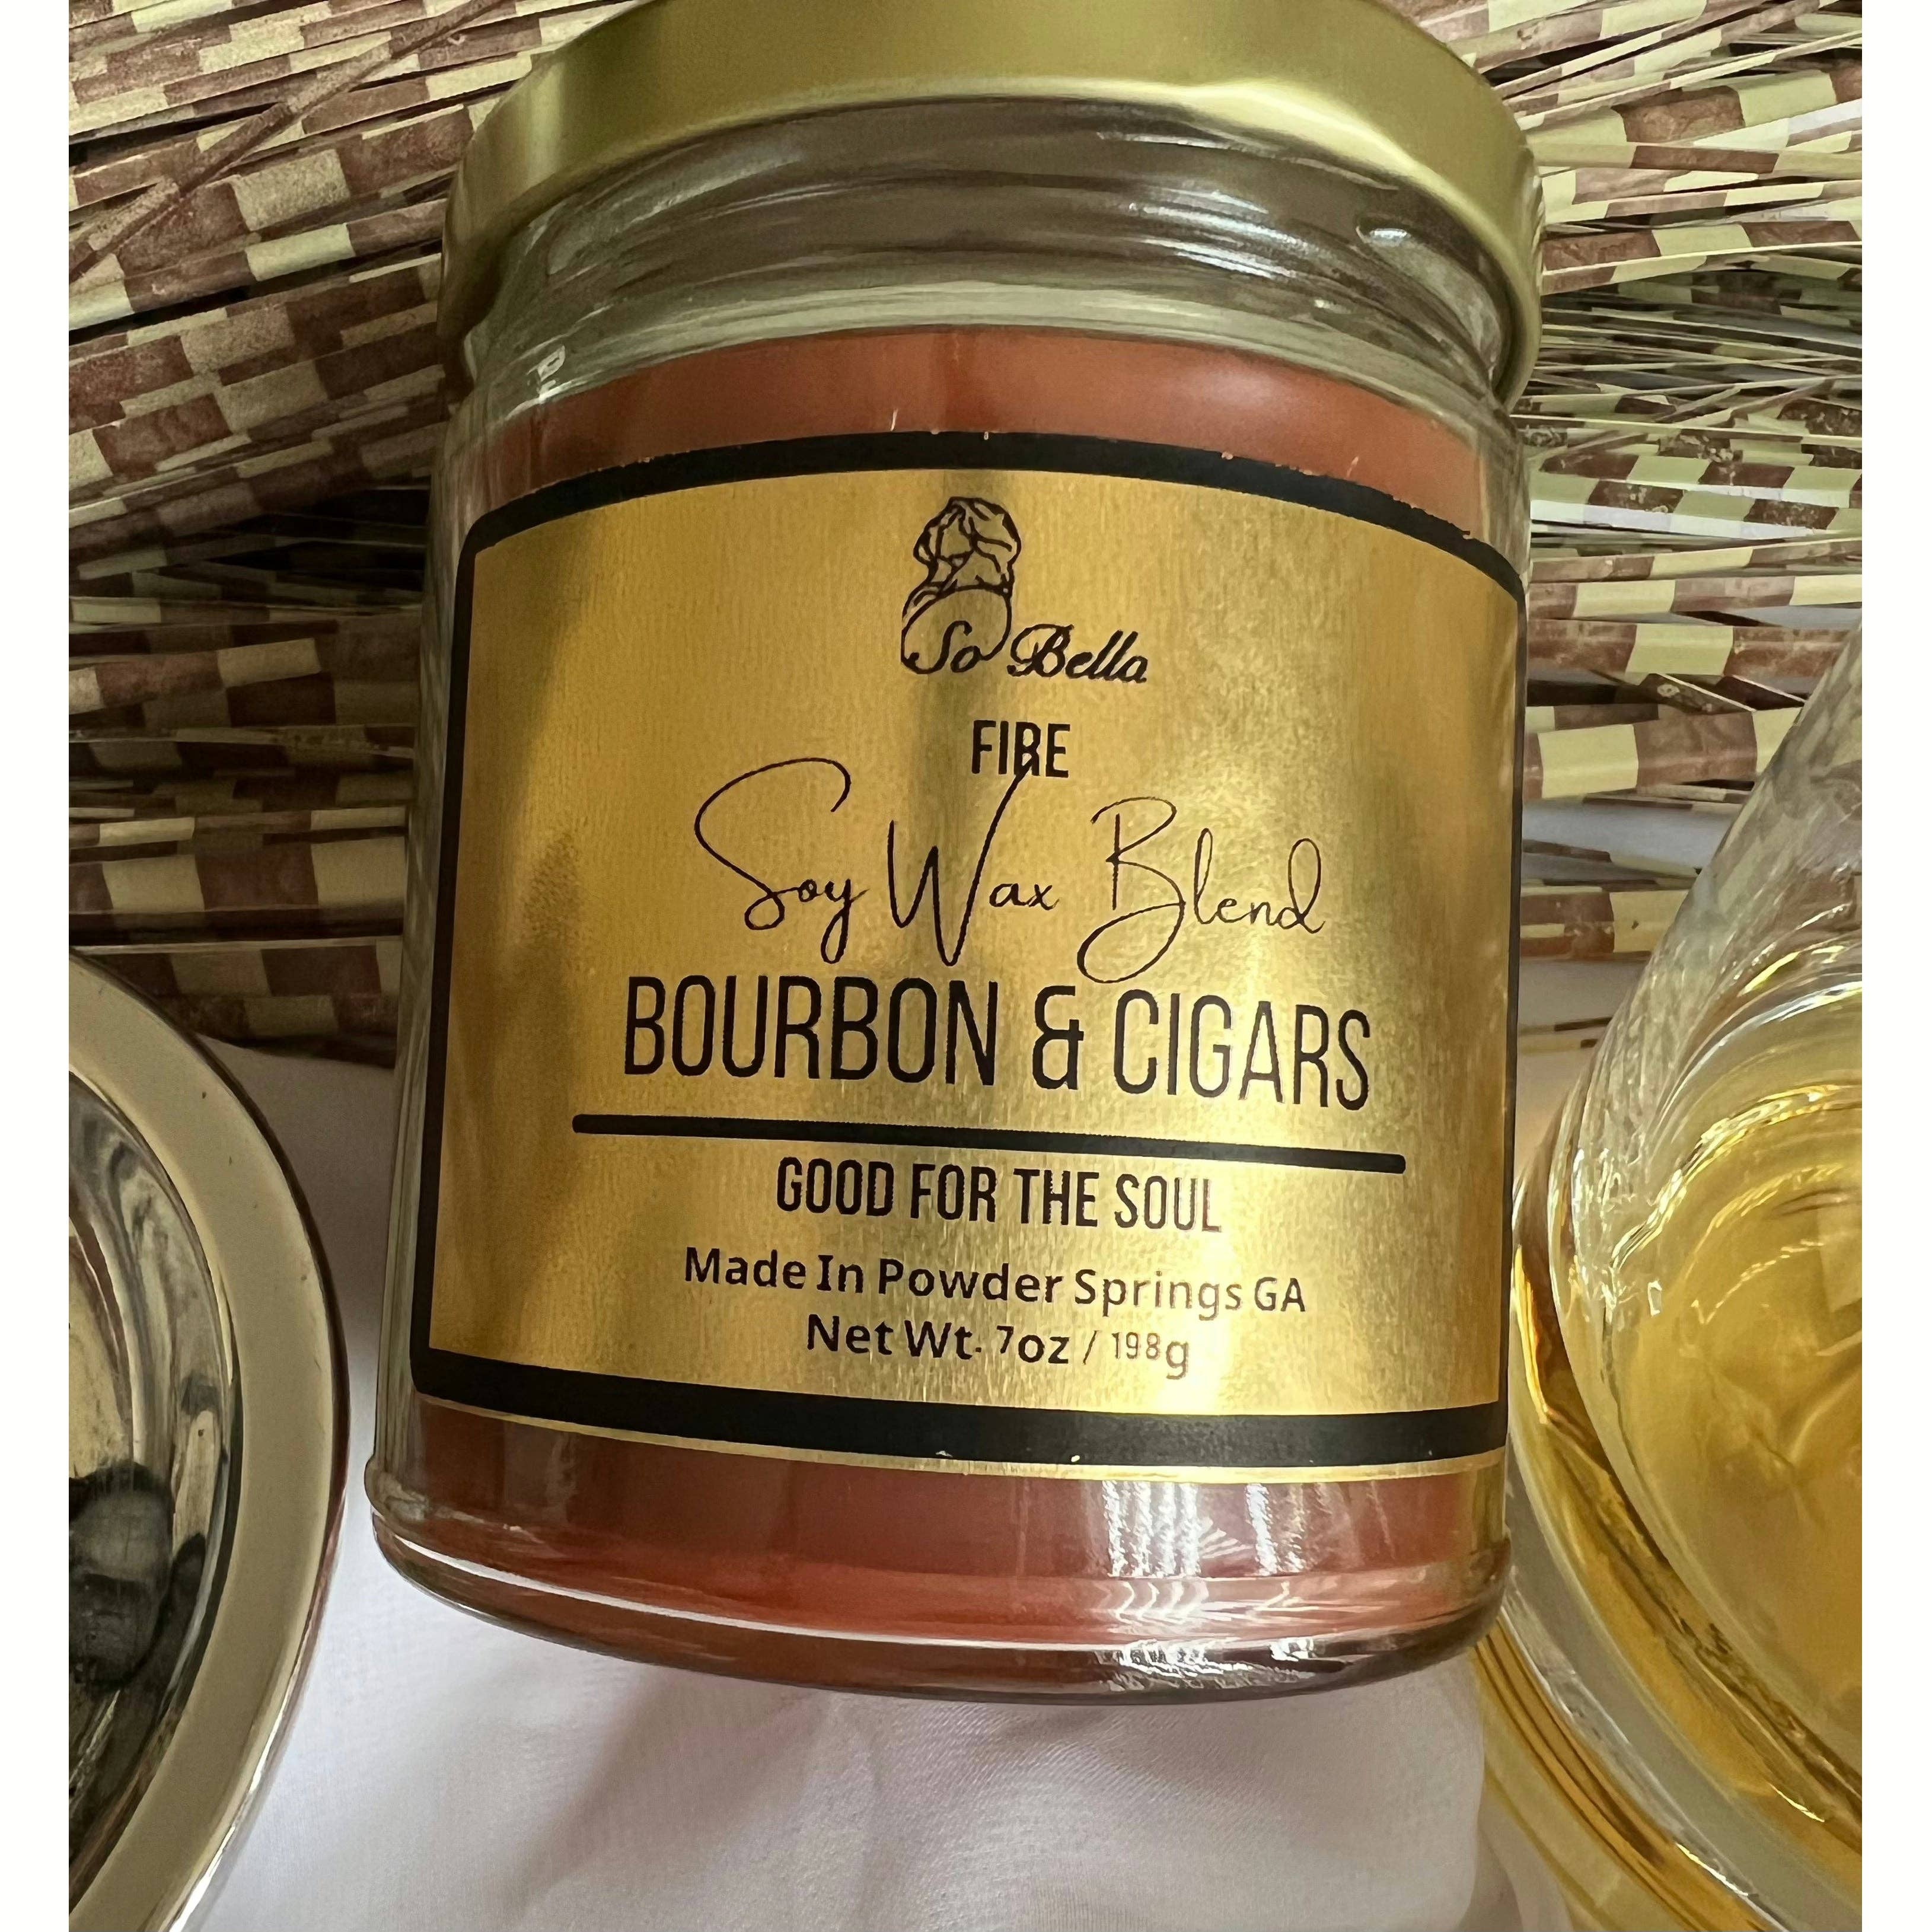 So Bella
FIRE
Soy Wax Blend
BOURBON & CIGARS
GOOD FOR THE SOUL
Made In Powder Springs GA
Net Wt. 7oz / 198g